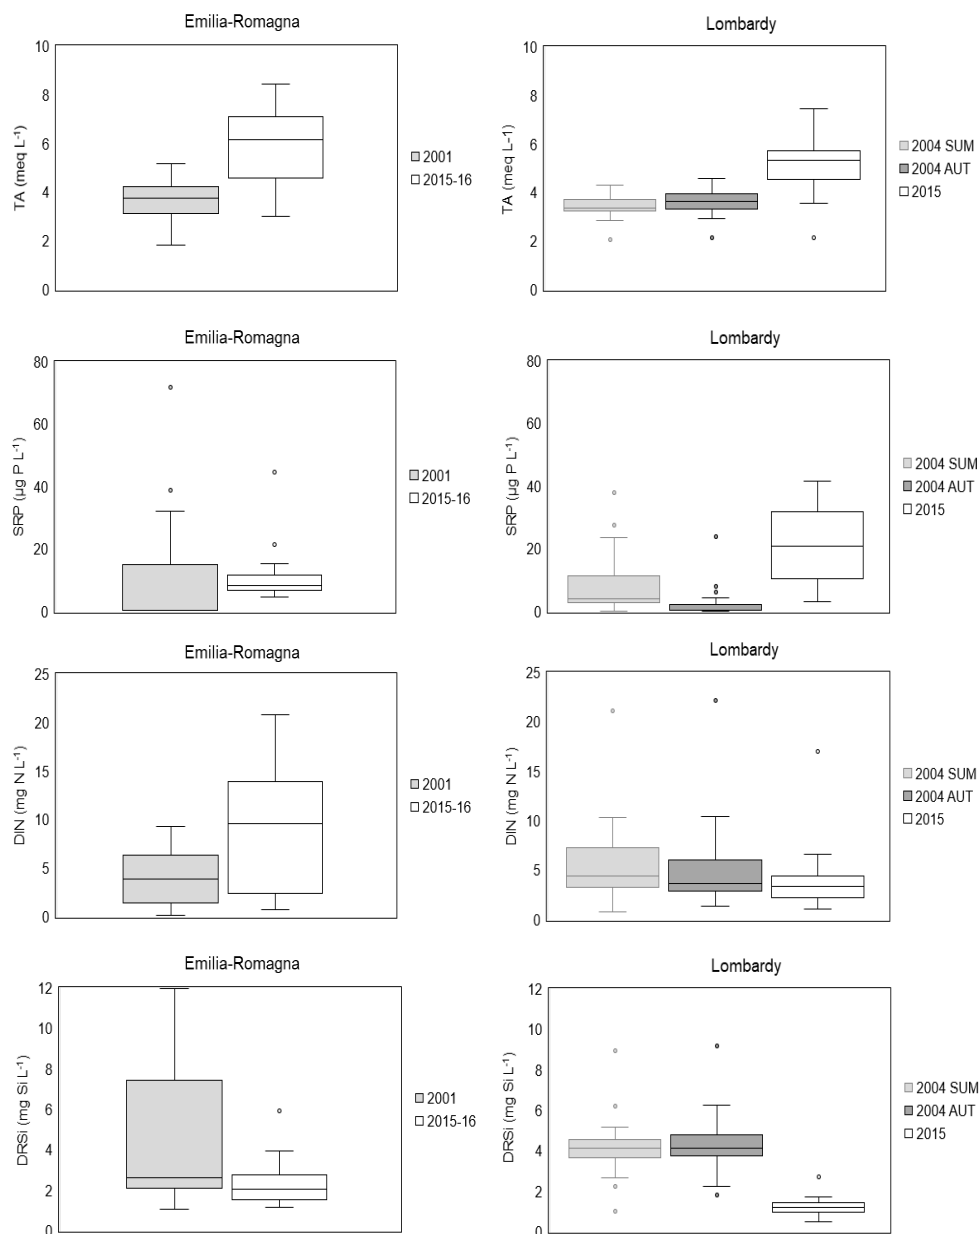 Emilia-Romagna
10
8
6
4
2
0
TA (meq L-1)
2001
2015-16
Lombardy
10
8
6
4
2
0
TA (meq L-1)
2004 SUM
2004 AUT
2015
Emilia-Romagna
80
60
40
20
0
SRP (µg P L-1)
2001
2015-16
Lombardy
80
60
40
20
0
SRP (µg P L-1)
2004 SUM
2004 AUT
2015
Emilia-Romagna
25
20
15
10
5
0
DIN (mg N L-1)
2001
2015-16
Lombardy
25
20
15
10
5
0
DIN (mg N L-1)
2004 SUM
2004 AUT
2015
Emilia-Romagna
12
10
8
6
4
2
0
DRSi (mg Si L-1)
2001
2015-16
Lombardy
12
10
8
6
4
2
0
DRSi (mg Si L-1)
2004 SUM
2004 AUT
2015